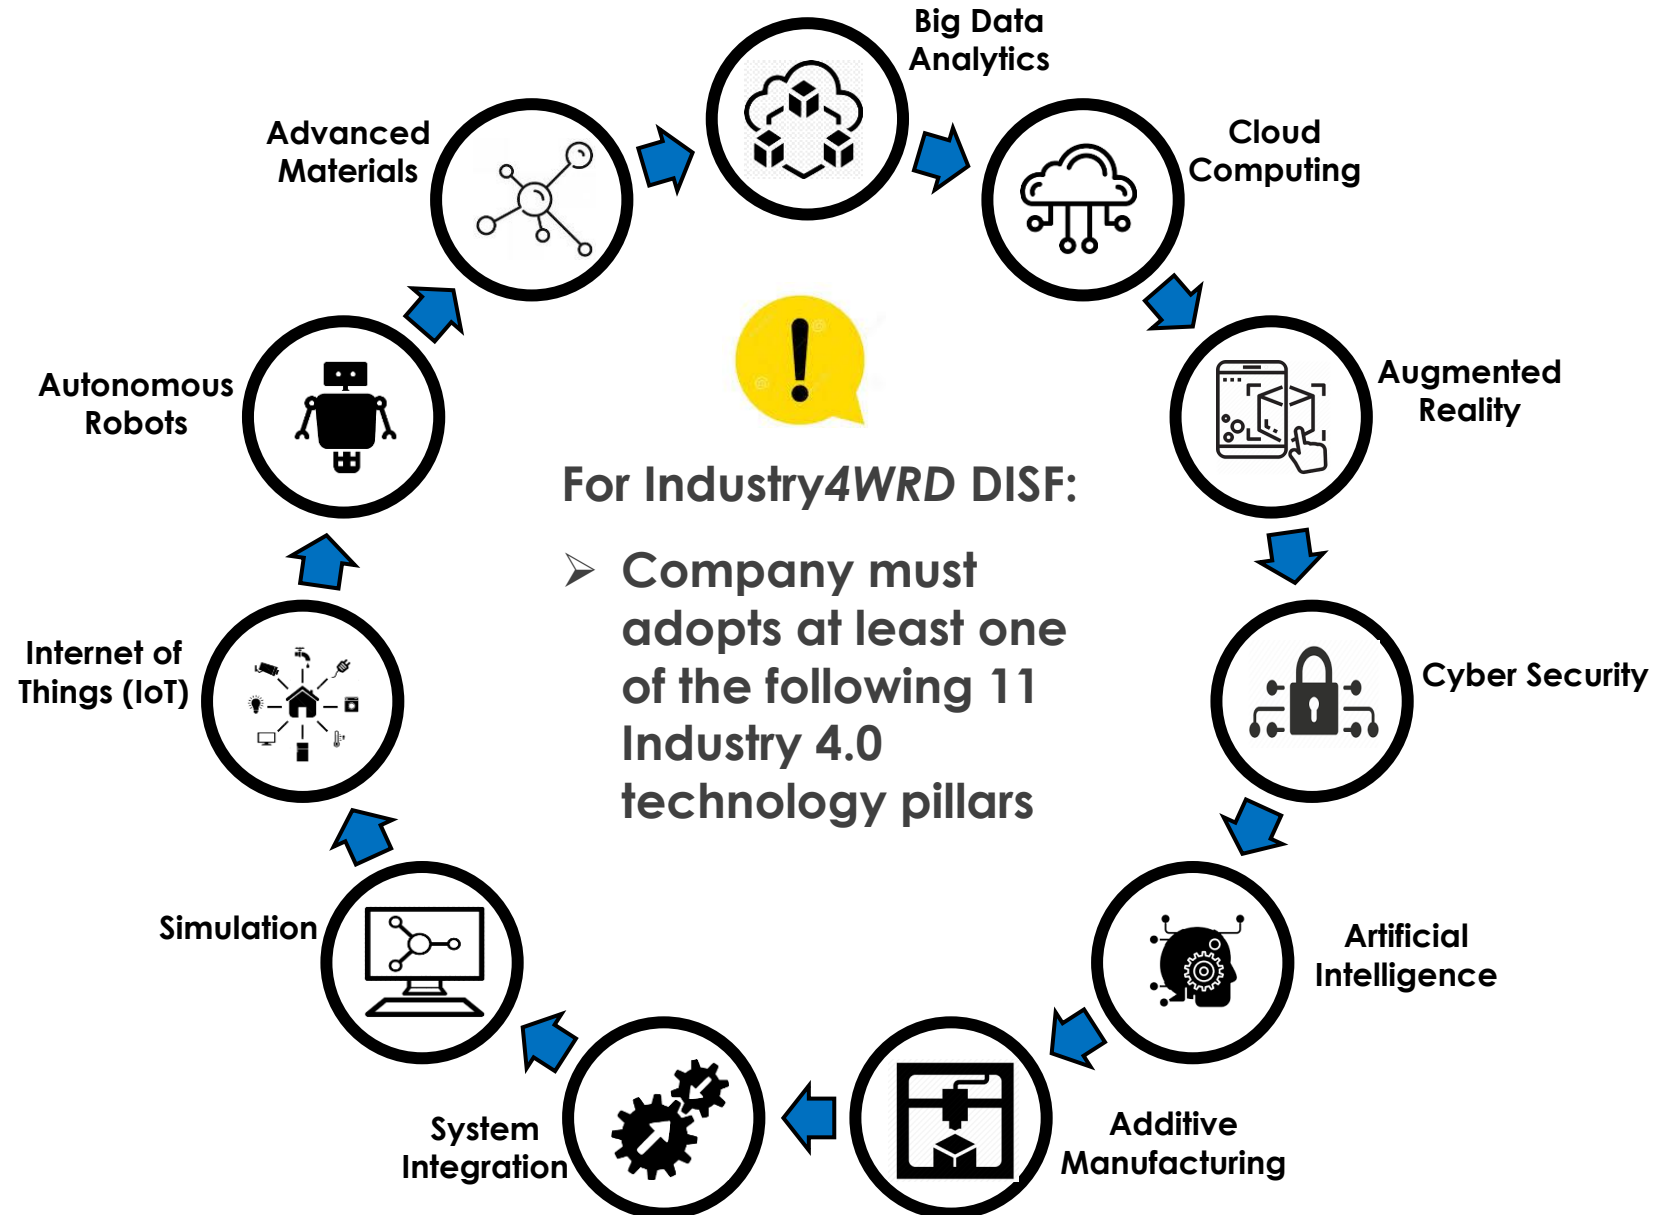 Big Data
Analytics
Cloud
Computing
Augmented
Reality
Cyber Security
Artificial
Intelligence
Additive
Manufacturing
System
Integration
Simulation
Internet of
Things (IoT)
Autonomous
Robots
Advanced
Materials
For Industry4WRD DISF:
➢ Company must
adopts at least one
of the following 11
Industry 4.0
technology pillars